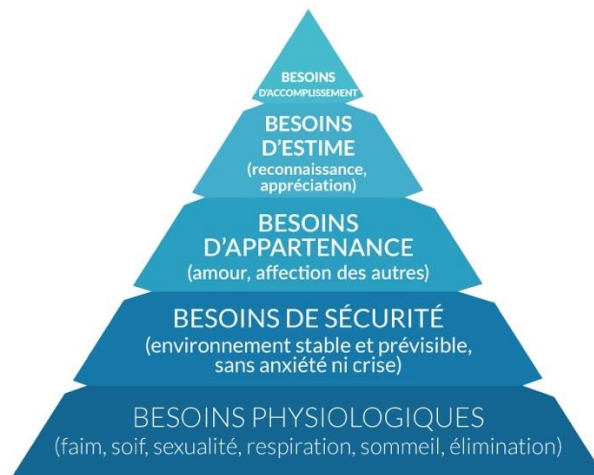 BESOINS
D'ACCOMPLISSEMENT
BESOINS
D'ESTIME
(reconnaissance,
appréciation)
BESOINS
D'APPARTENANCE
(amour, affection des autres)
BESOINS DE SÉCURITÉ
(environnement stable et prévisible,
sans anxiété ni crise)
BESOINS PHYSIOLOGIQUES
(faim, soif, sexualité, respiration, sommeil, élimination)